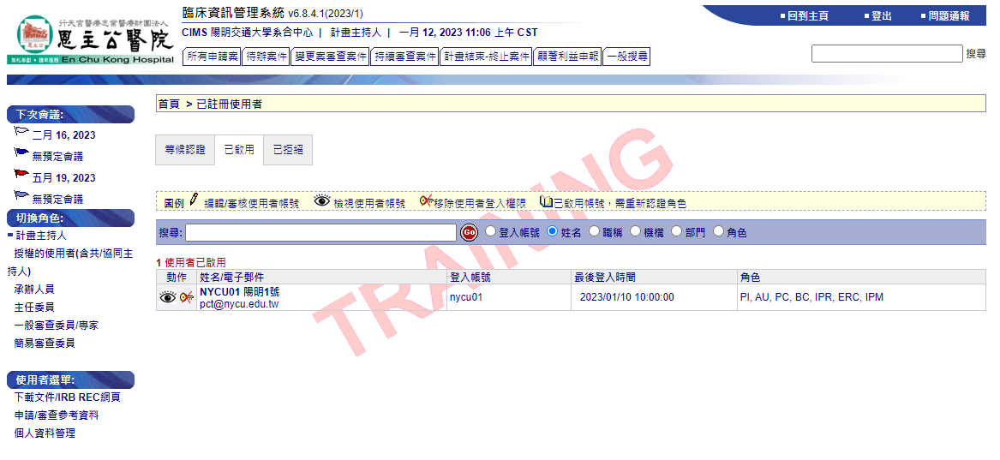 行天宮醫療志業醫療財團法人
恩主公醫院
En Chu Kong Hospital
臨床資訊管理系統 v6.8.4.1(2023/1)
CIMS 陽明交通大學系合中心 | 計畫主持人 | 一月 12, 2023 11:06 上午 CST
回到主頁 登出 問題通報
所有申請案 待辦案件 變更案審查案件 持續審查案件 計畫結束-終止案件 顯著利益申報 一般搜尋
搜尋
首頁 > 已註冊使用者
下次會議:
二月 16, 2023
無預定會議
五月 19, 2023
無預定會議
切換角色:
計畫主持人
授權的使用者(含共/協同主
持人)
承辦人員
主任委員
一般審查委員/專家
簡易審查委員
使用者選單:
下載文件/IRB REC網頁
申請/審查參考資料
個人資料管理
等候認證 已啟用 已拒絕
圖例 編輯/審核使用者帳號 檢視使用者帳號 移除使用者登入權限 已啟用帳號，需重新認證角色
搜尋: Go 登入帳號 姓名 職稱 機構 部門 角色
1 使用者已啟用
動作 姓名/電子郵件 登入帳號 最後登入時間 角色
NYCU01 陽明1號
pct@nycu.edu.tw nycu01 2023/01/10 10:00:00 PI, AU, PC, BC, IPR, ERC, IPM
TRAINING